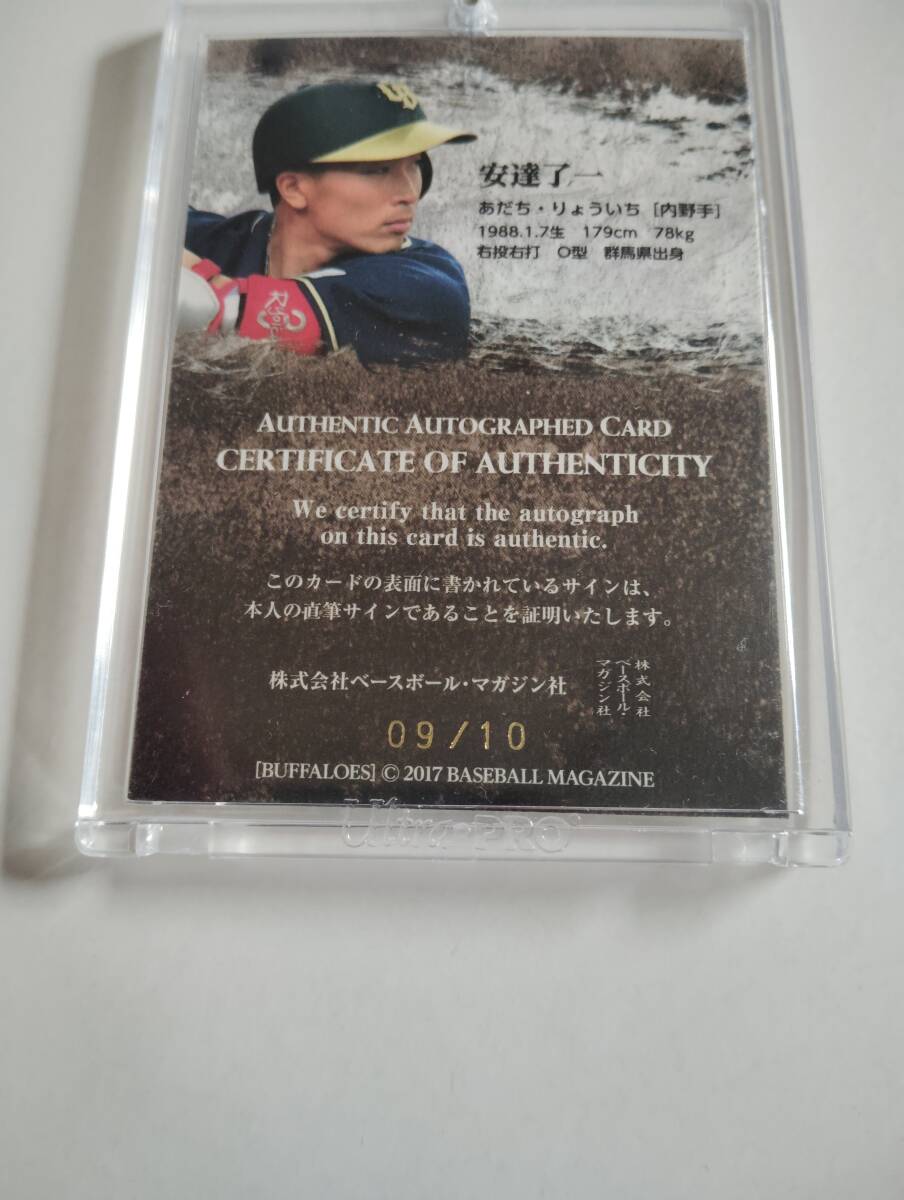 安達了一
あだち・りょういち [内野手]
1988.1.7生 179cm 78kg
右投右打 O型 群馬県出身
AUTHENTIC AUTOGRAPHED CARD
CERTIFICATE OF AUTHENTICITY
We certify that the autograph
on this card is authentic.
このカードの表面に書かれているサインは、
本人の直筆サインであることを証明いたします。
株式会社ベースボール・マガジン社
株式会社
ベースボール・
マガジン社
09/10
[BUFFALOES] © 2017 BASEBALL MAGAZINE
Ultra·PRO